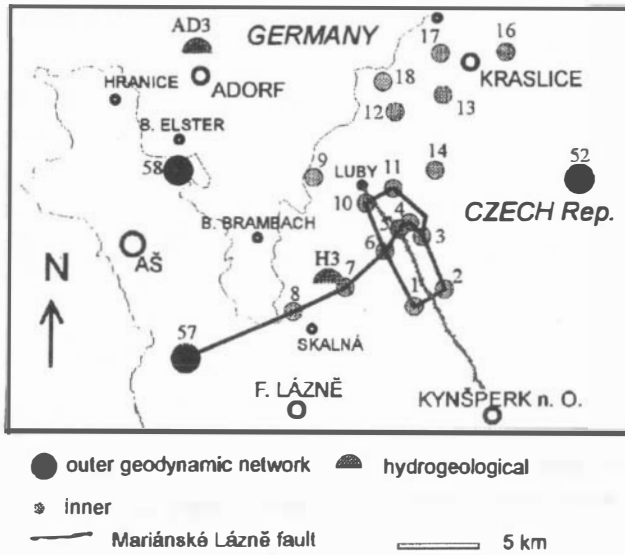 AD3
GERMANY
17
16
KRASLICE
HRANICE
ADORF
18
12
13
B. ELSTER
58
9
LUBY
11
14
52
10
4
5
3
CZECH Rep.
B. BRAMBACH
AŠ
N
H3
7
6
1
2
8
57
SKALNÁ
F. LÁZNĚ
KYNŠPERK n. O.
outer geodynamic network
hydrogeological
inner
Mariánské Lázně fault
5 km